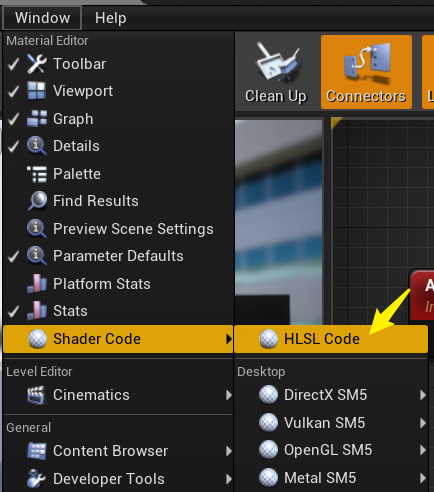 Window
Help
Material Editor
Toolbar
Viewport
Graph
Details
Palette
Find Results
Preview Scene Settings
Parameter Defaults
Platform Stats
Stats
Shader Code
Level Editor
Cinematics
General
Content Browser
Developer Tools
Clean Up
Connectors
L
A
In
HLSL Code
Desktop
DirectX SM5
Vulkan SM5
OpenGL SM5
Metal SM5